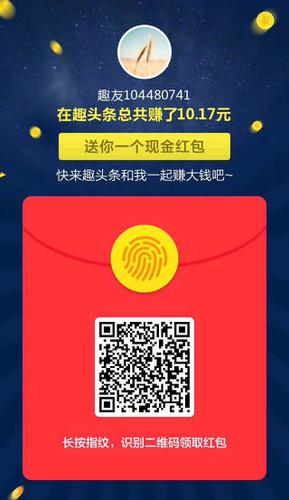 趣友104480741
在趣头条总共赚了10.17元
送你一个现金红包
快来趣头条和我一起赚大钱吧~
长按指纹，识别二维码领取红包